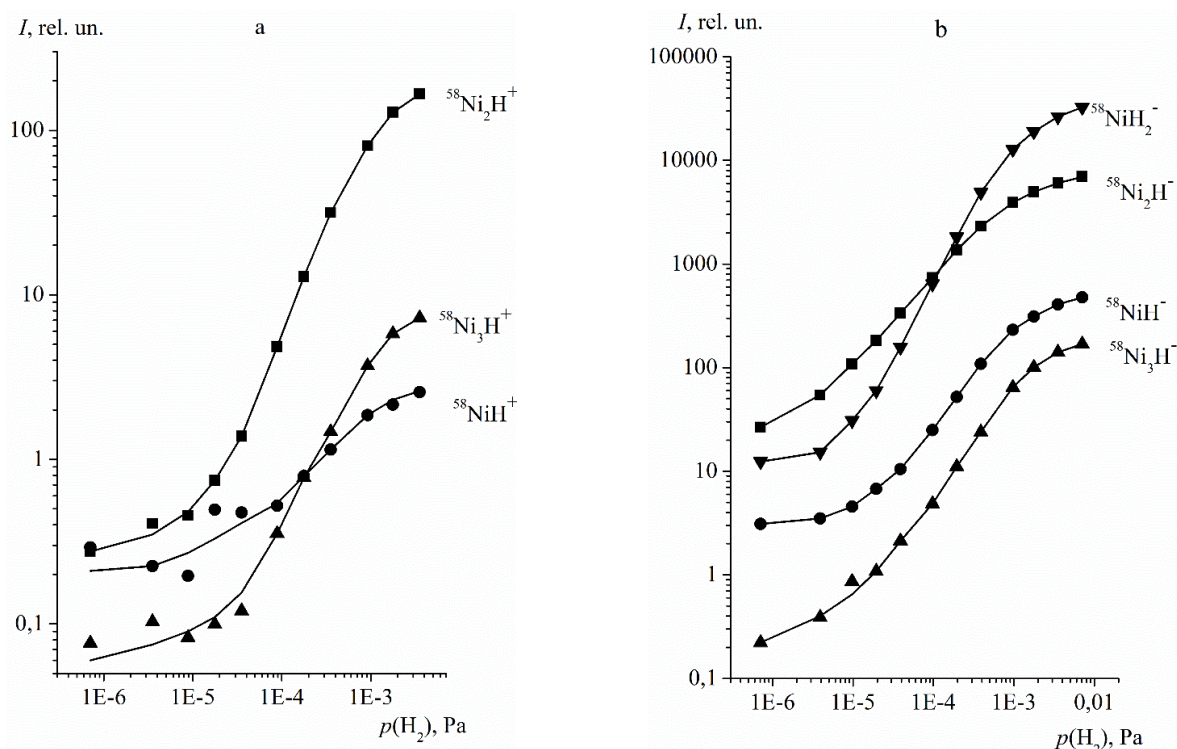 I, rel. un.
a
100
10
1
0,1
⁵⁸Ni₂H⁺
⁵⁸Ni₃H⁺
⁵⁸NiH⁺
1E-6
1E-5
1E-4
1E-3
p(H₂), Pa
I, rel. un.
b
100000
10000
1000
100
10
1
0,1
⁵⁸NiH₂⁻
⁵⁸Ni₂H⁻
⁵⁸NiH⁻
⁵⁸Ni₃H⁻
1E-6
1E-5
1E-4
1E-3
0,01
p(H₂), Pa